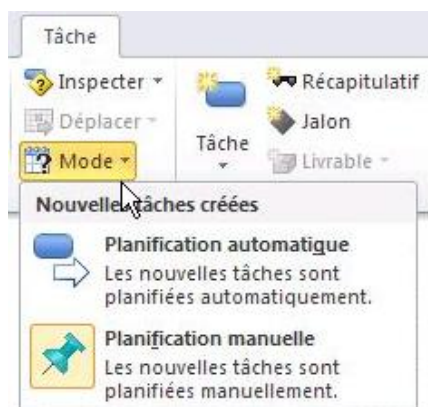 Tâche
Inspecter
Récapitulatif
Déplacer
Jalon
Tâche
Mode
Livrable
Nouvelles tâches créées
Planification automatique
Les nouvelles tâches sont
planifiées automatiquement.
Planification manuelle
Les nouvelles tâches sont
planifiées manuellement.